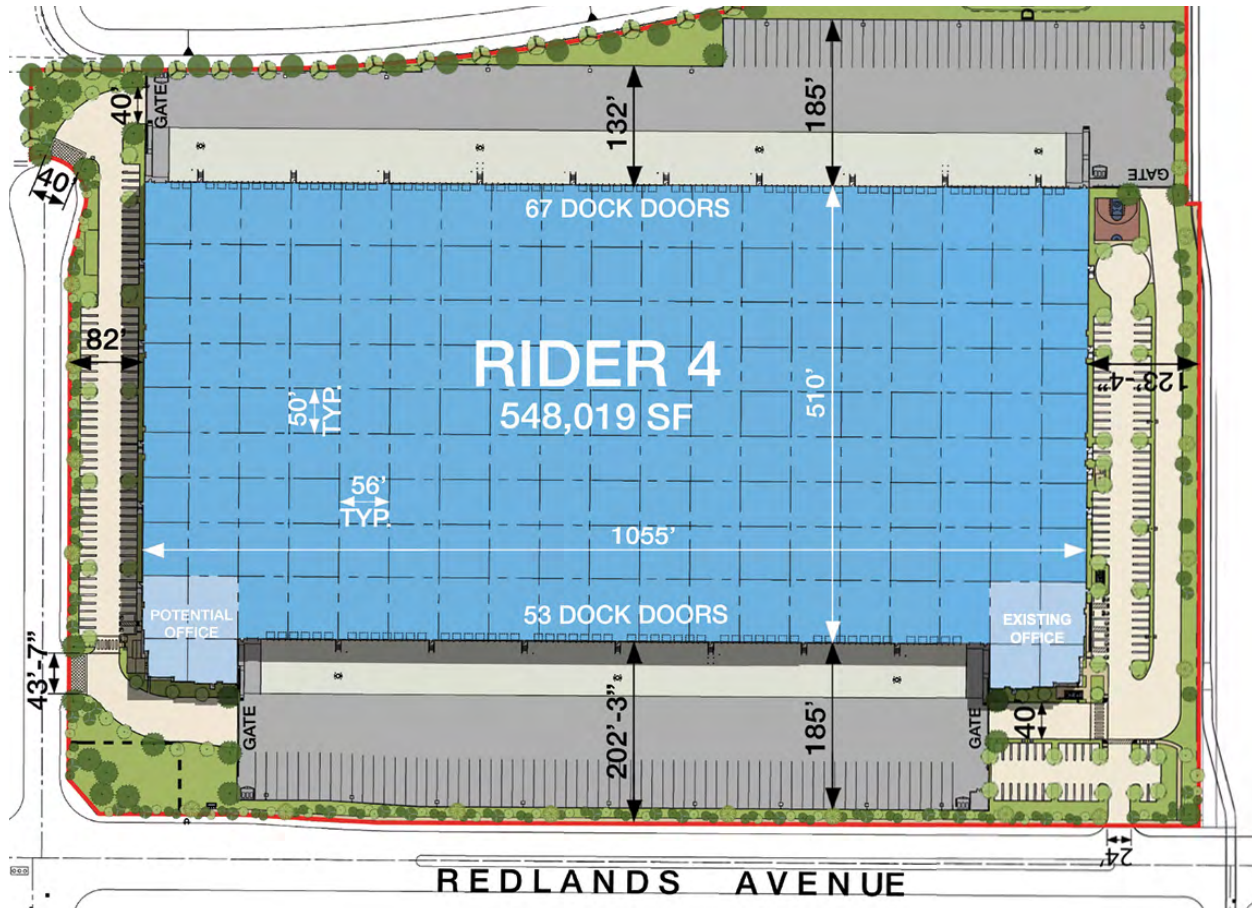 D
40'
GATE
132'
185'
40'
GATE
67 DOCK DOORS
82'
RIDER 4
548,019 SF
510'
123'-4"
50'
TYP.
56'
TYP.
1055'
POTENTIAL
OFFICE
53 DOCK DOORS
EXISTING
OFFICE
43'-7"
GATE
202'-3"
185'
GATE
40'
24'
REDLANDS AVENUE